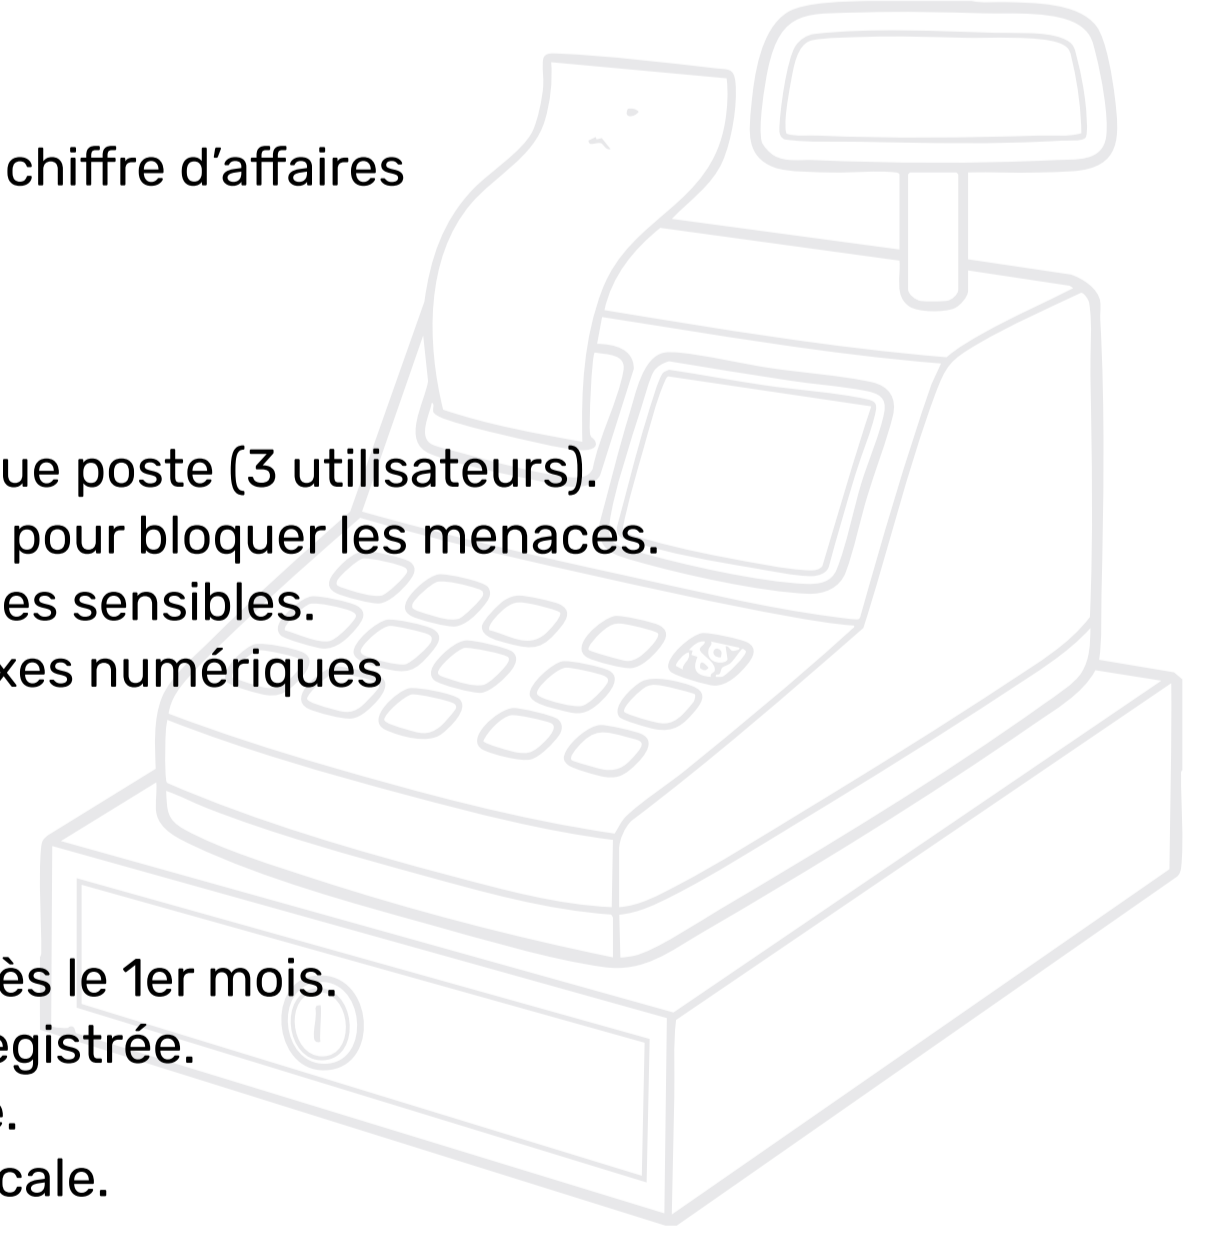 chiffre d’affaires
ue poste (3 utilisateurs).
pour bloquer les menaces.
es sensibles.
xes numériques
ès le 1er mois.
egistrée.
e.
cale.